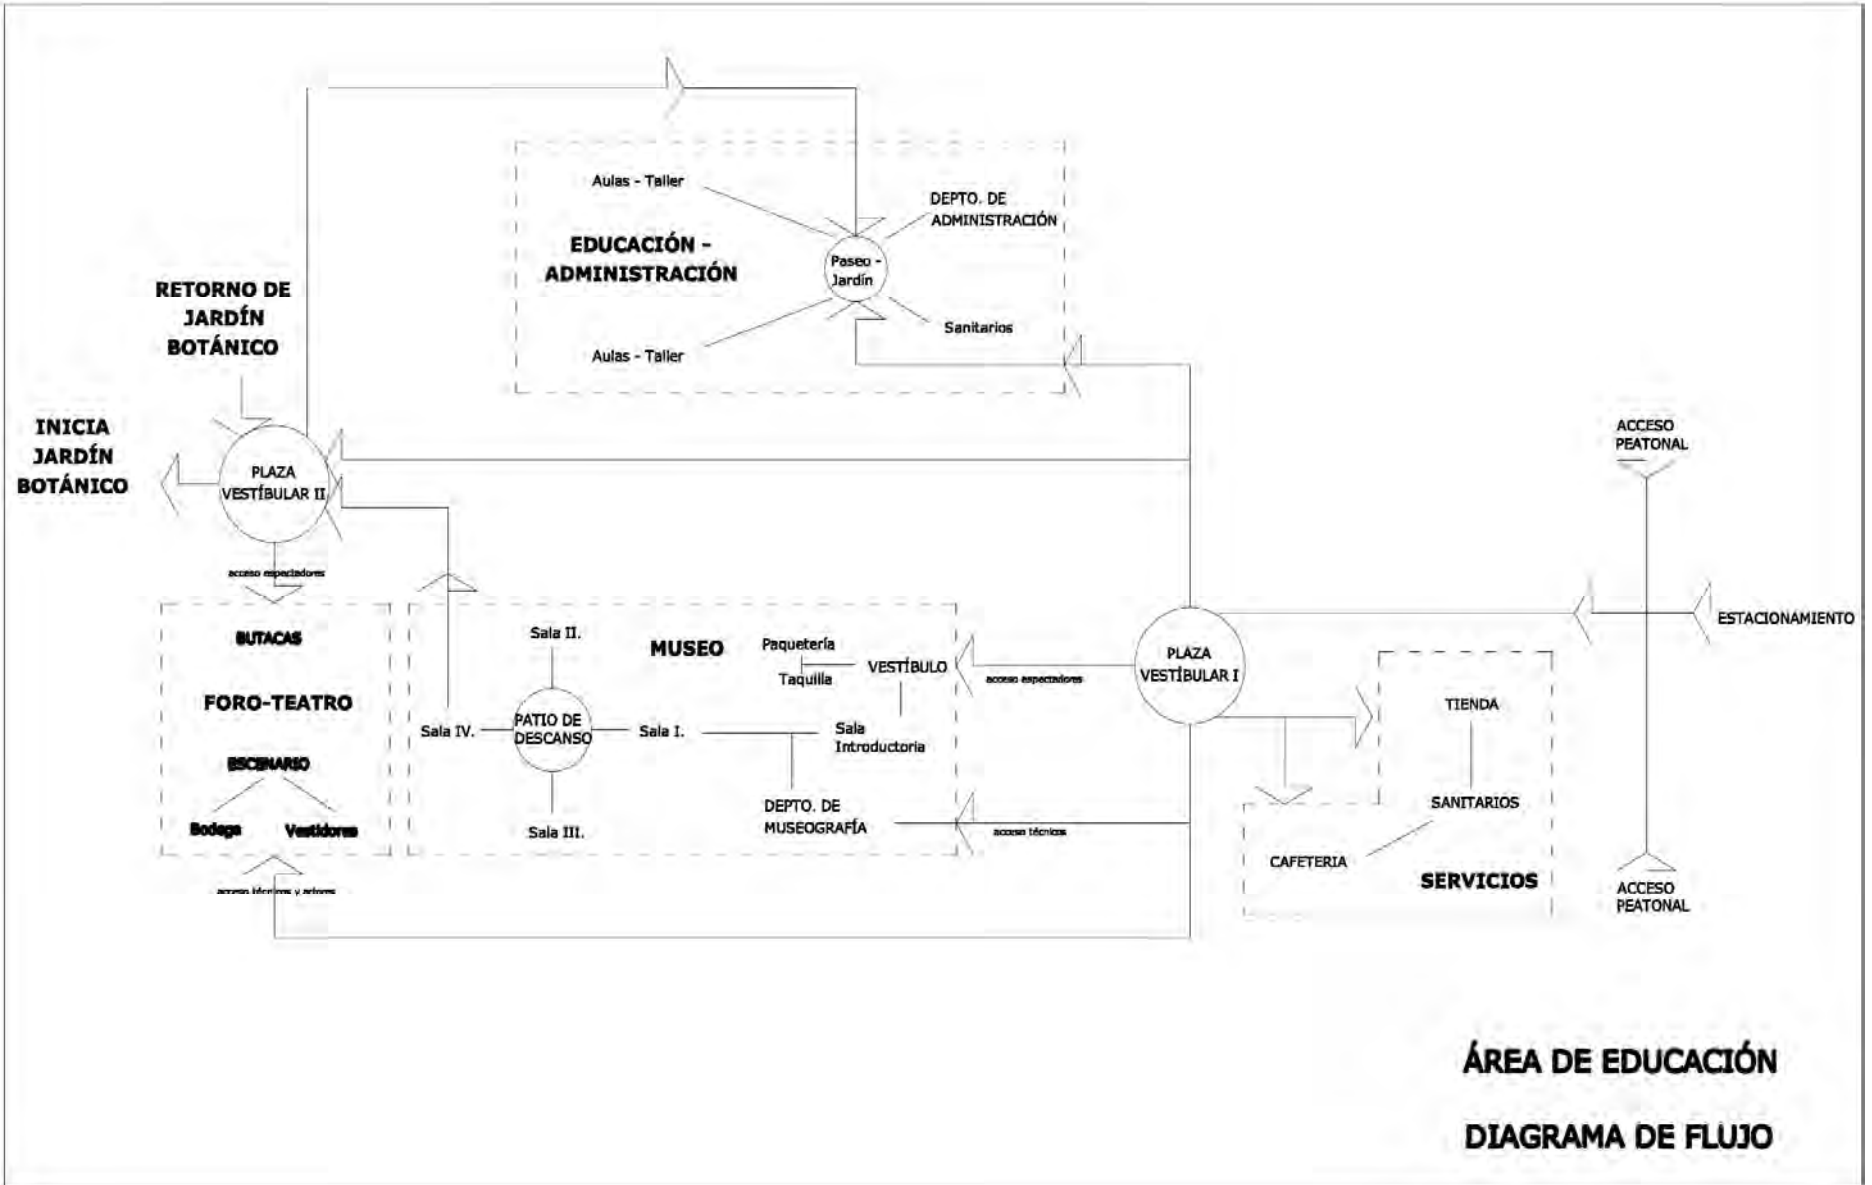 Aulas - Taller
DEPTO. DE
ADMINISTRACIÓN
EDUCACIÓN -
ADMINISTRACIÓN
Paseo -
Jardín
Sanitarios
Aulas - Taller
RETORNO DE
JARDÍN
BOTÁNICO
INICIA
JARDÍN
BOTÁNICO
PLAZA
VESTÍBULAR II
acceso espectadores
BUTACAS
FORO-TEATRO
ESCENARIO
Bodega
Vestidores
acceso técnicos y actores
MUSEO
Sala II.
Paquetería
Taquilla
VESTÍBULO
Sala IV.
PATIO DE
DESCANSO
Sala I.
Sala
Introductoria
Sala III.
DEPTO. DE
MUSEOGRAFÍA
acceso espectadores
acceso técnicos
PLAZA
VESTÍBULAR I
ACCESO
PEATONAL
ESTACIONAMIENTO
TIENDA
SANITARIOS
CAFETERIA
SERVICIOS
ACCESO
PEATONAL
ÁREA DE EDUCACIÓN
DIAGRAMA DE FLUJO